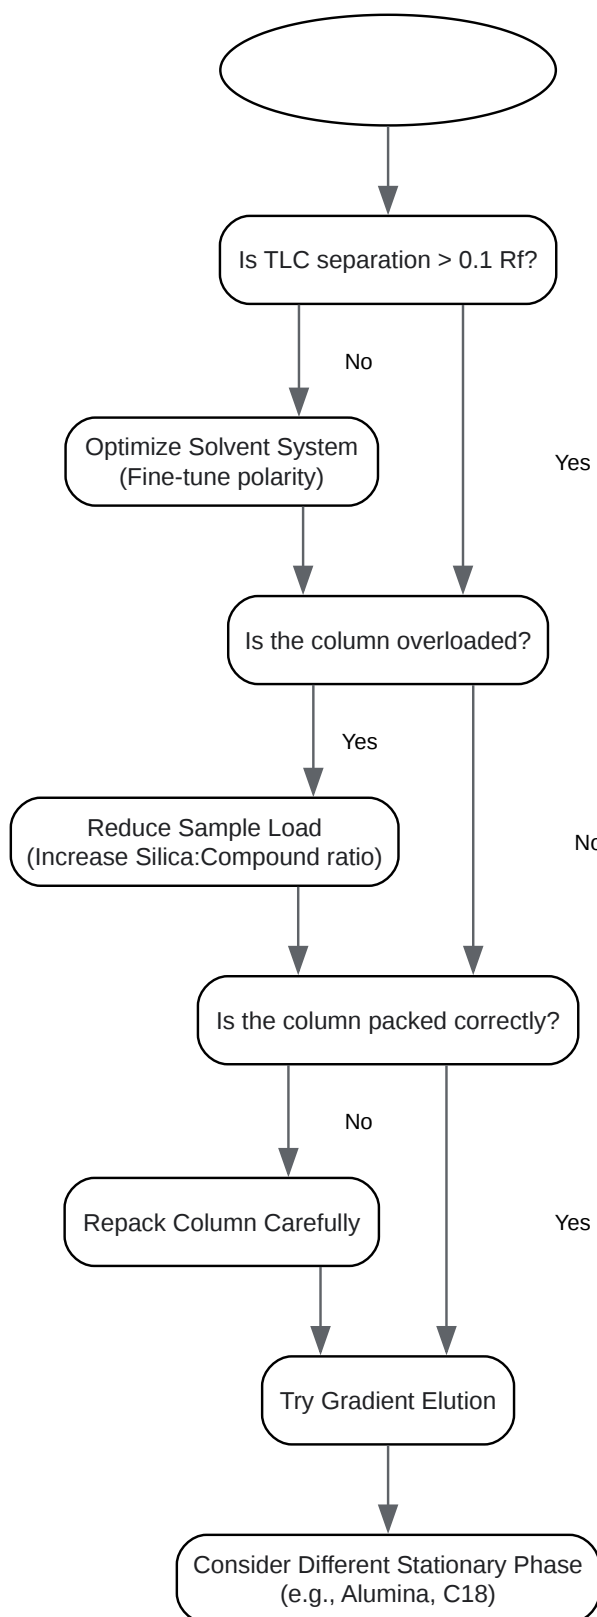 Is TLC separation > 0.1 Rf?
No
Optimize Solvent System
(Fine-tune polarity)
Yes
Is the column overloaded?
Yes
Reduce Sample Load
(Increase Silica:Compound ratio)
No
Is the column packed correctly?
No
Repack Column Carefully
Yes
Try Gradient Elution
Consider Different Stationary Phase
(e.g., Alumina, C18)